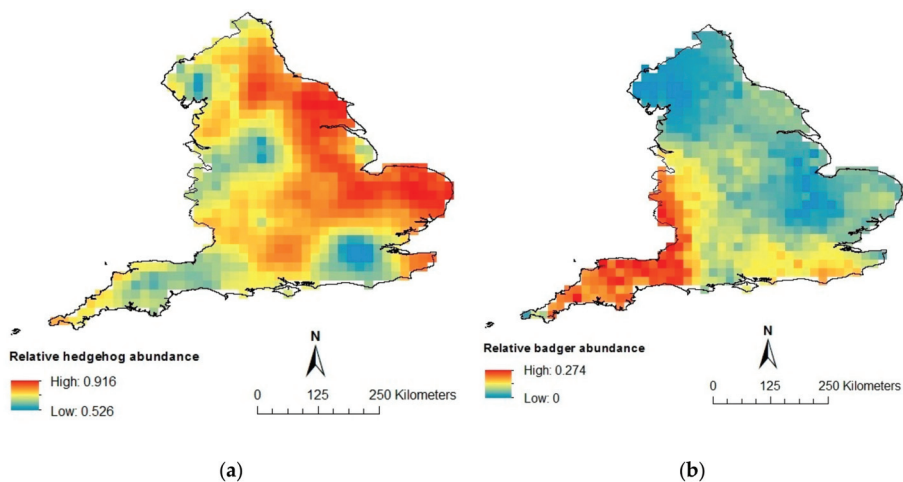 Relative hedgehog abundance
High: 0.916
Low: 0.526
N
0 125 250 Kilometers
(a)
Relative badger abundance
High: 0.274
Low: 0
N
0 125 250 Kilometers
(b)